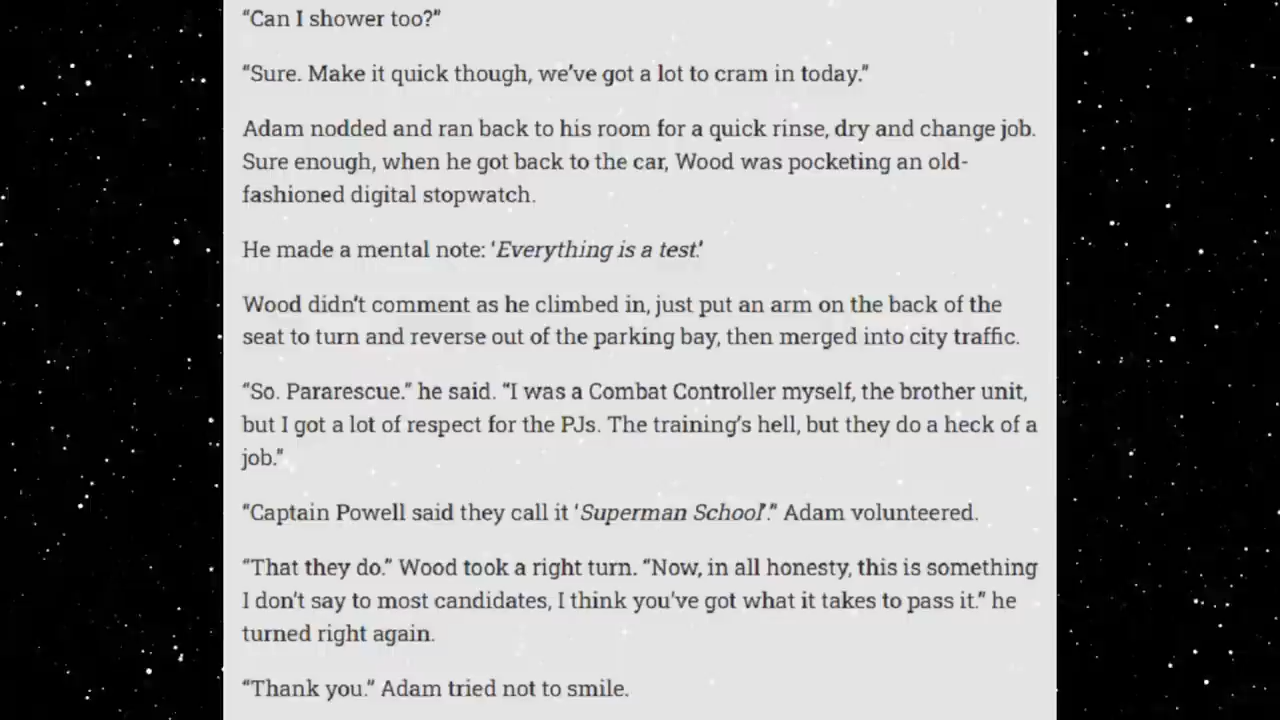 “Can I shower too?”
“Sure. Make it quick though, we’ve got a lot to cram in today.”
Adam nodded and ran back to his room for a quick rinse, dry and change job.
Sure enough, when he got back to the car, Wood was pocketing an old-
fashioned digital stopwatch.
He made a mental note: ‘Everything is a test.’
Wood didn’t comment as he climbed in, just put an arm on the back of the
seat to turn and reverse out of the parking bay, then merged into city traffic.
“So. Pararescue.” he said. “I was a Combat Controller myself, the brother unit,
but I got a lot of respect for the PJs. The training’s hell, but they do a heck of a
job.”
“Captain Powell said they call it ‘Superman School’.” Adam volunteered.
“That they do.” Wood took a right turn. “Now, in all honesty, this is something
I don’t say to most candidates, I think you’ve got what it takes to pass it.” he
turned right again.
“Thank you.” Adam tried not to smile.